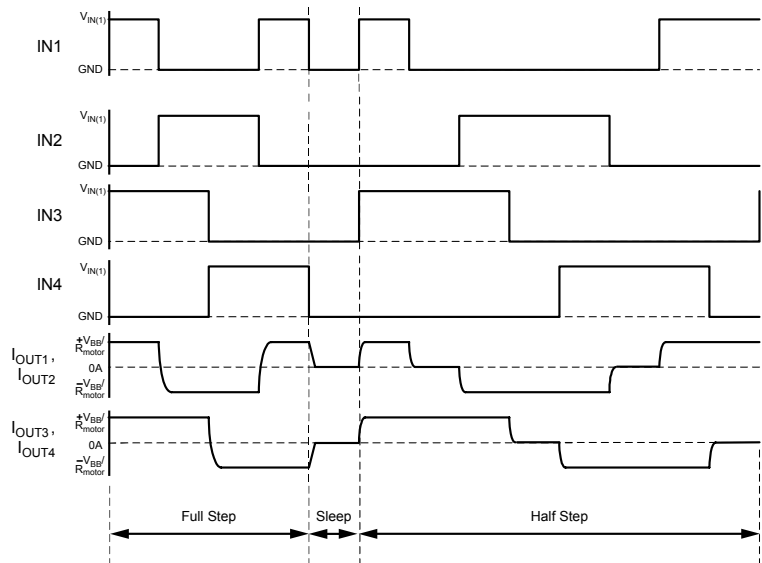 IN1
V_IN(1)
GND
IN2
V_IN(1)
GND
IN3
V_IN(1)
GND
IN4
V_IN(1)
GND
I_OUT1,
I_OUT2
+V_BB/
R_motor
0A
–V_BB/
R_motor
I_OUT3,
I_OUT4
+V_BB/
R_motor
0A
–V_BB/
R_motor
Full Step
Sleep
Half Step